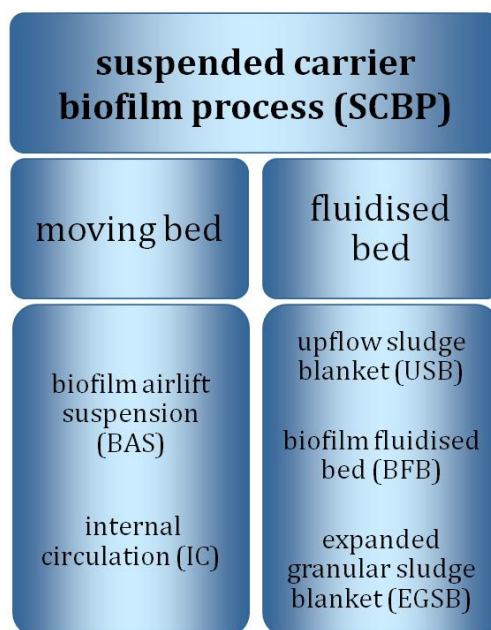 suspended carrier
biofilm process (SCBP)
moving bed
fluidised
bed
biofilm airlift
suspension
(BAS)
internal
circulation (IC)
upflow sludge
blanket (USB)
biofilm fluidised
bed (BFB)
expanded
granular sludge
blanket (EGSB)